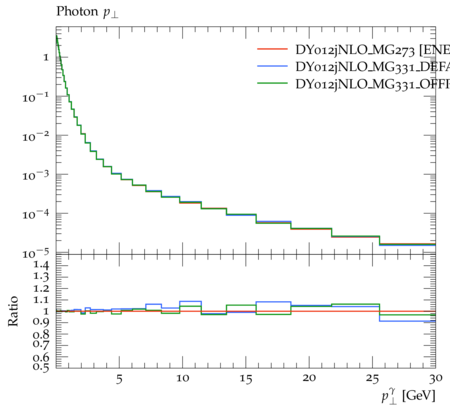 Photon p⊥
1
10⁻¹
10⁻²
10⁻³
10⁻⁴
10⁻⁵
DY012jNLO_MG273 [ENE
DY012jNLO_MG331_DEFA
DY012jNLO_MG331_OFFI
1.4
1.3
1.2
1.1
1.0
0.9
0.8
0.7
0.6
0.5
Ratio
5 10 15 20 25 30
p⊥^γ [GeV]